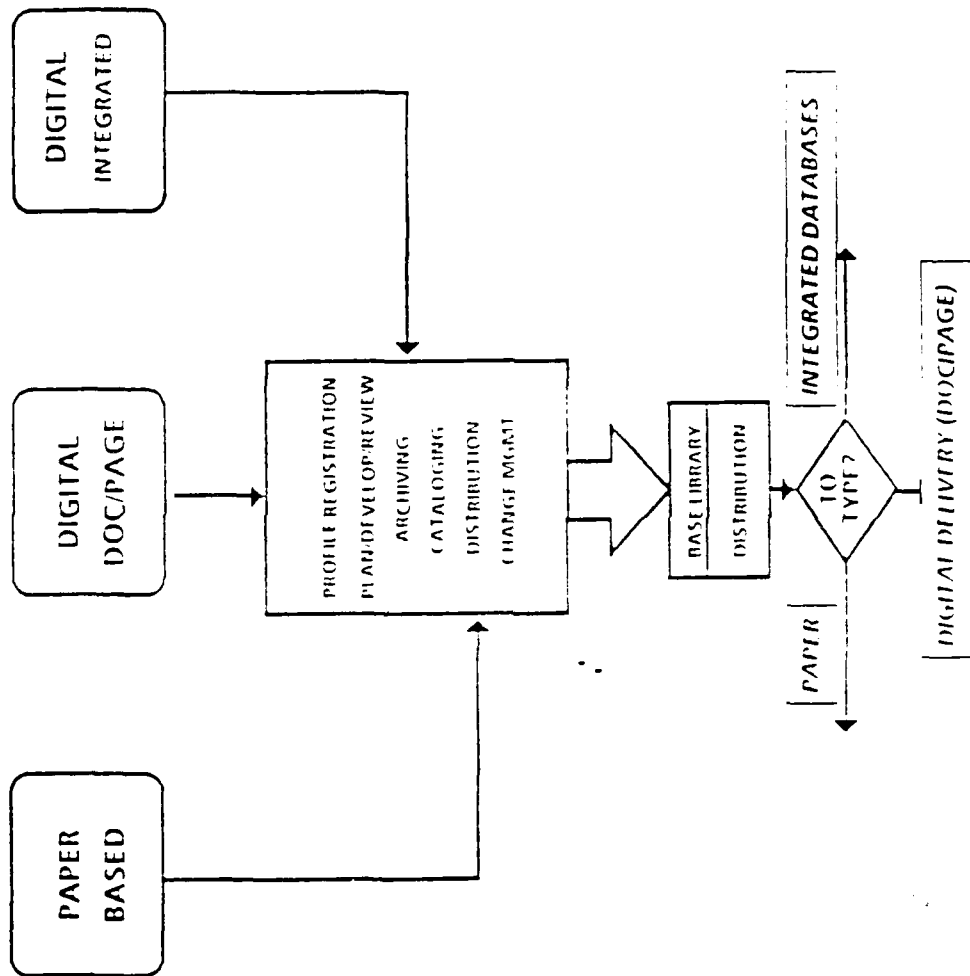 PAPER
BASED
DIGITAL
DOC/PAGE
DIGITAL
INTEGRATED
PROFILE REGISTRATION
PLAN/DEVELOP/REVIEW
ARCHIVING
CATALOGING
DISTRIBUTION
CHANGE MGMT
BASE LIBRARY
DISTRIBUTION
TO
TYPE?
PAPER
INTEGRATED DATABASES
DIGITAL DELIVERY (DOC/PAGE)